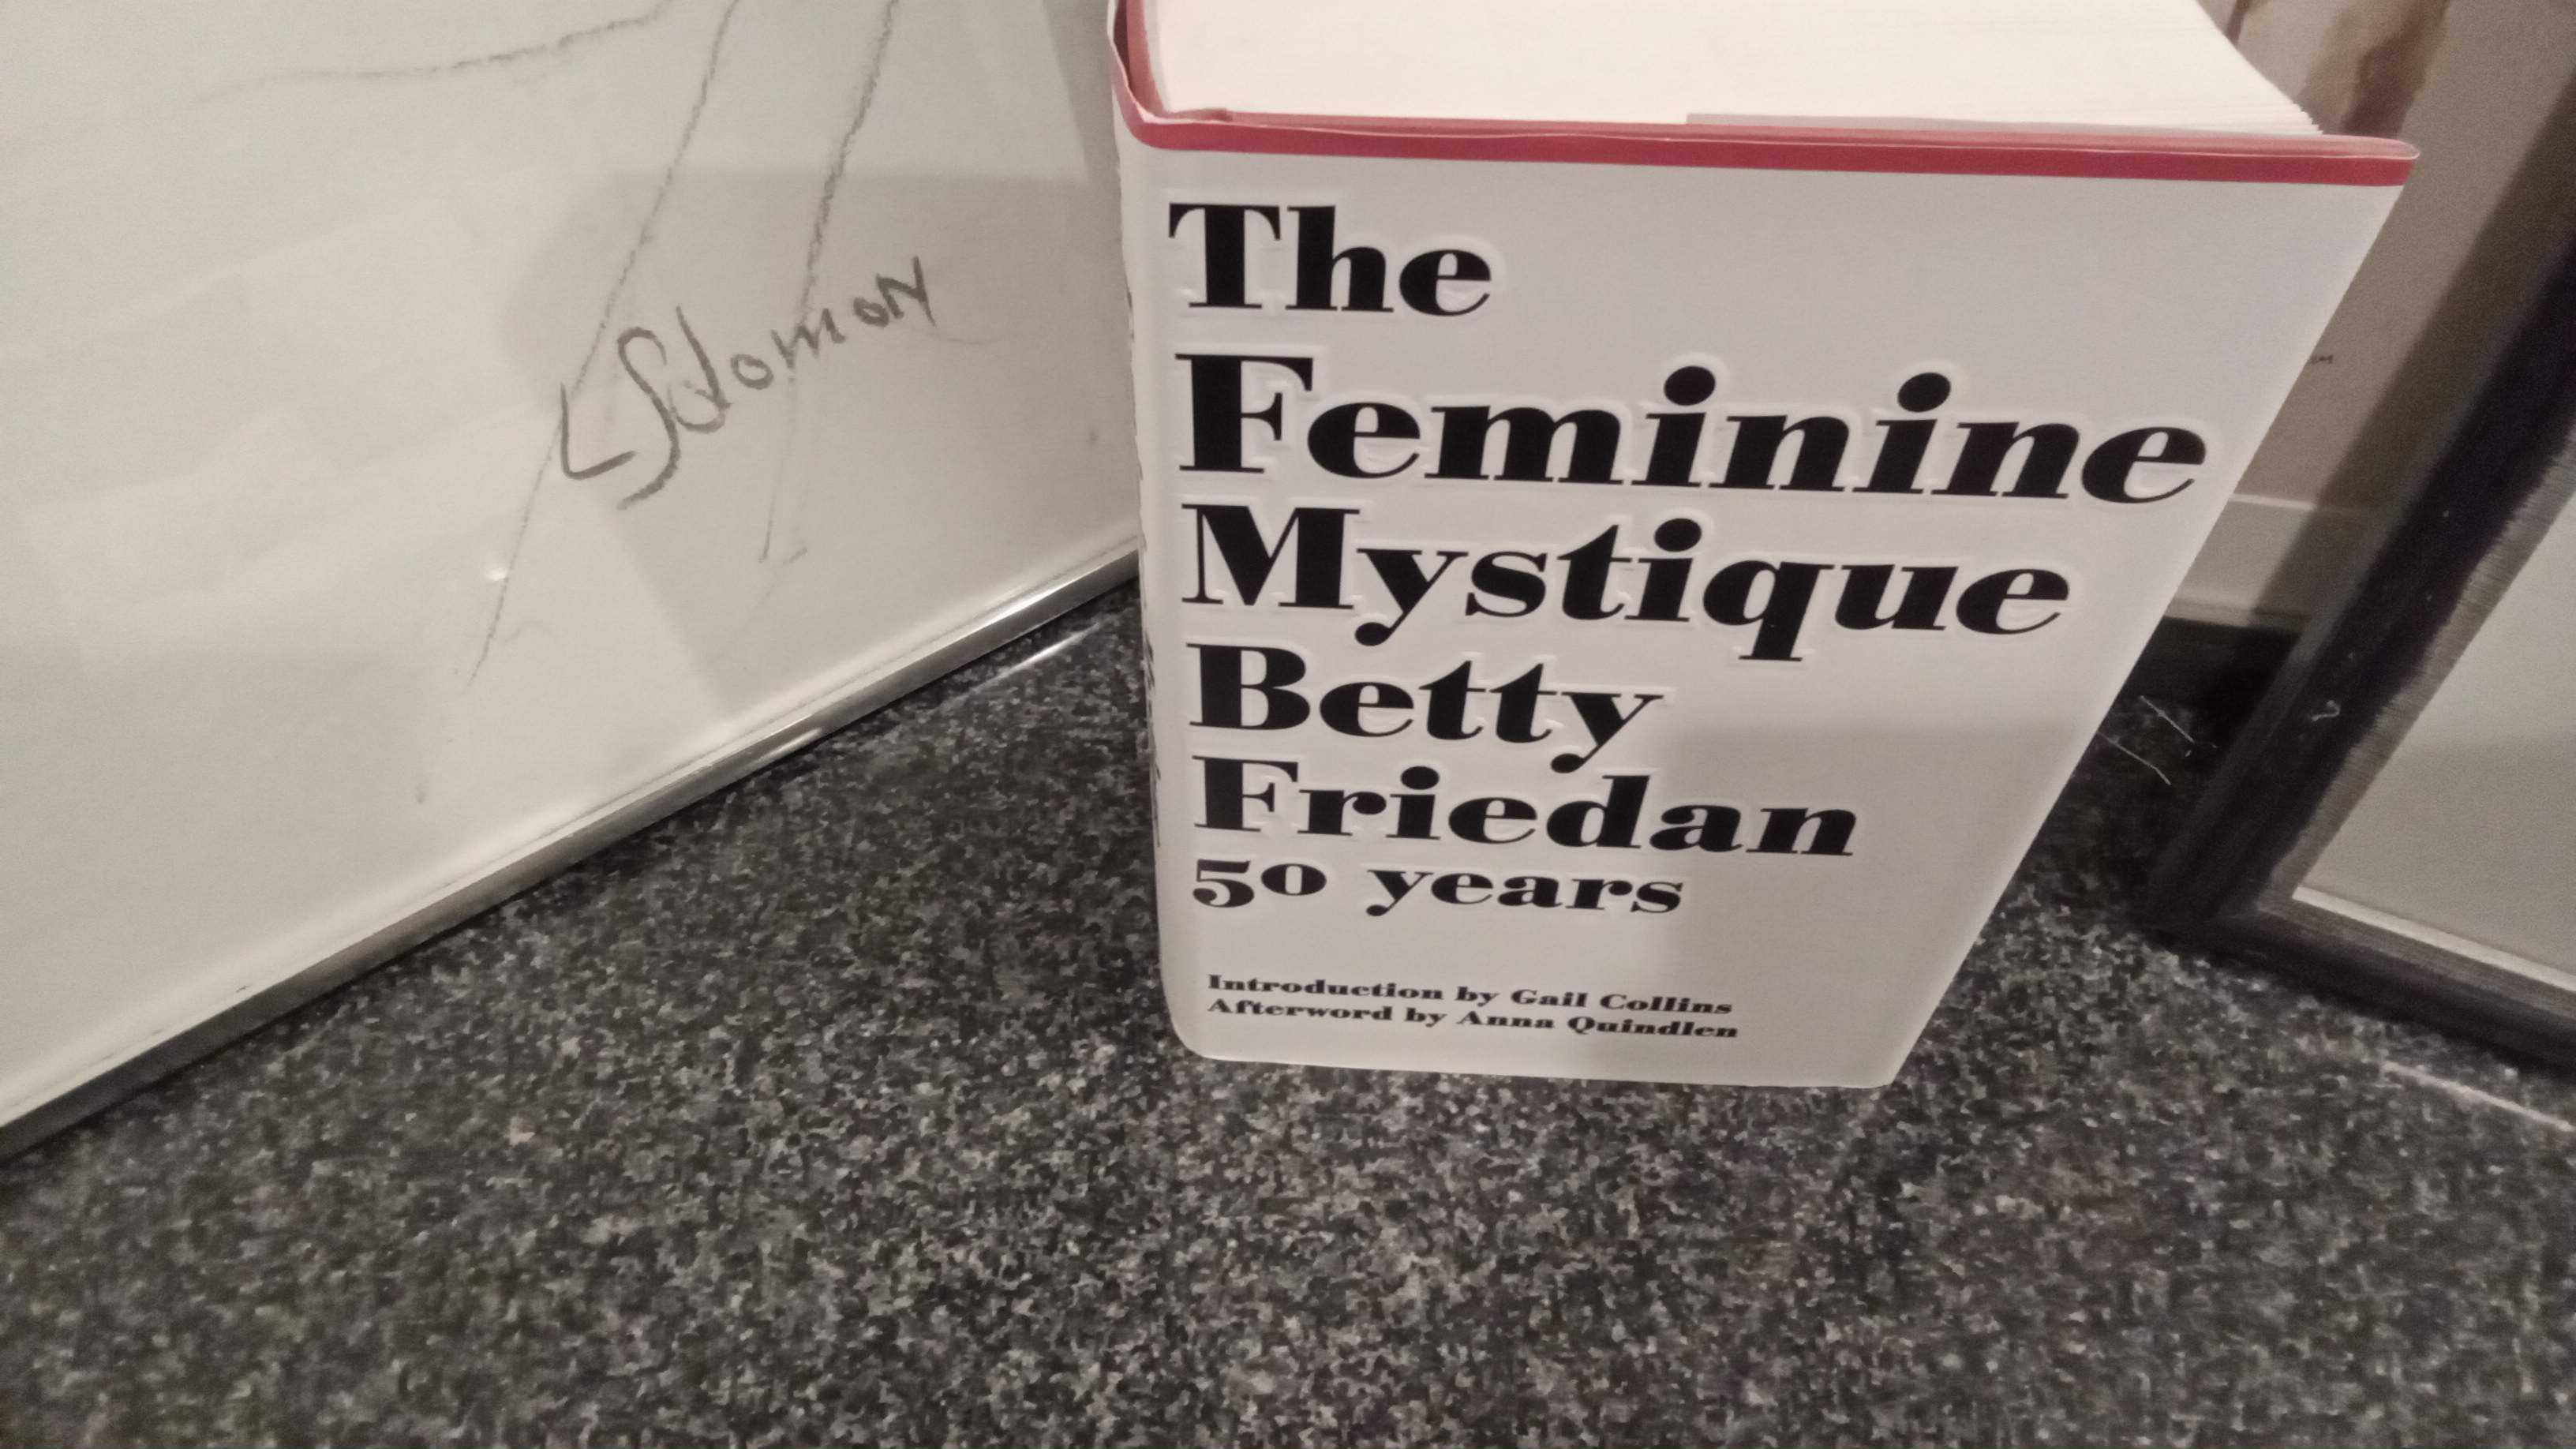 L Solomon
The
Feminine
Mystique
Betty
Friedan
50 years
Introduction by Gail Collins
Afterword by Anna Quindlen